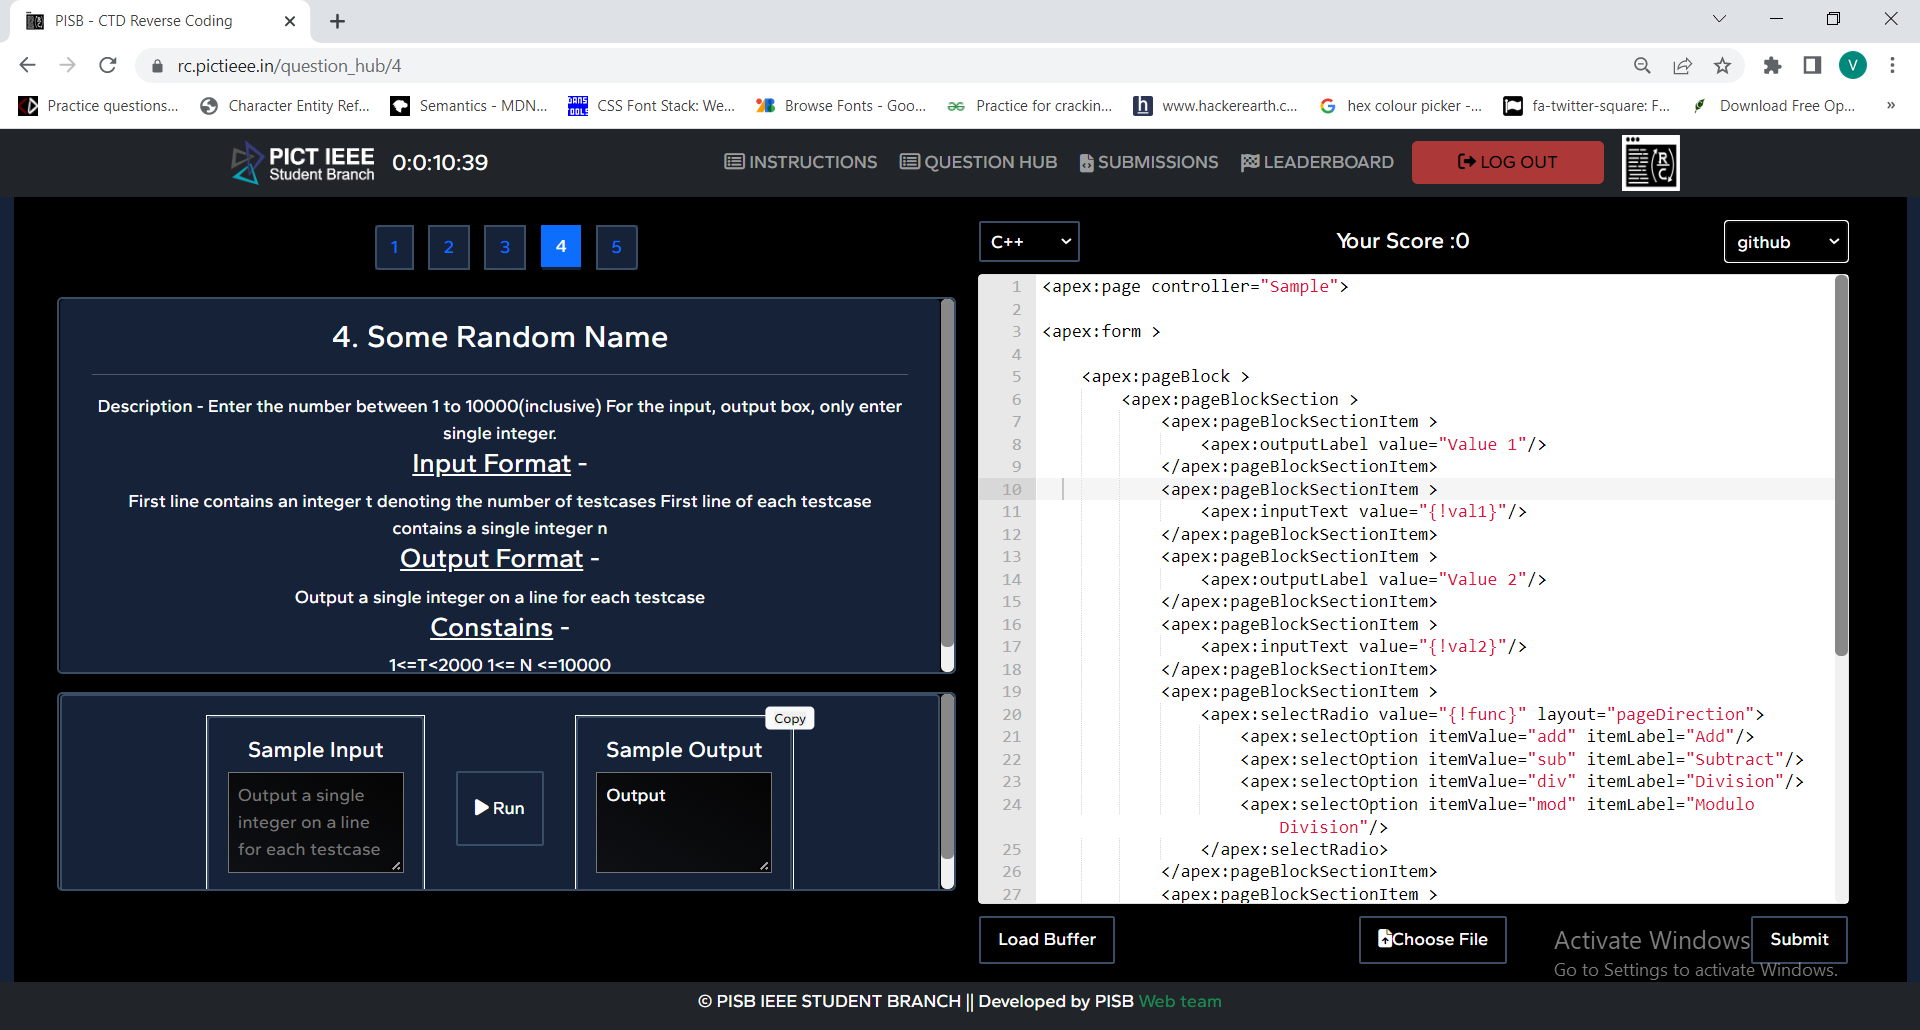 PISB - CTD Reverse Coding
rc.pictieee.in/question_hub/4
V
Practice questions...
Character Entity Ref...
Semantics - MDN...
CSS Font Stack: We...
Browse Fonts - Goo...
Practice for crackin...
www.hackerearth.c...
hex colour picker -...
fa-twitter-square: F...
Download Free Op...
»
PICT IEEE
Student Branch
0:0:10:39
INSTRUCTIONS
QUESTION HUB
SUBMISSIONS
LEADERBOARD
LOG OUT
1
2
3
4
5
4. Some Random Name
Description - Enter the number between 1 to 10000(inclusive) For the input, output box, only enter
single integer.
Input Format -
First line contains an integer t denoting the number of testcases First line of each testcase
contains a single integer n
Output Format -
Output a single integer on a line for each testcase
Constains -
1<=T<2000 1<= N <=10000
Sample Input
Output a single
integer on a line
for each testcase
Run
Copy
Sample Output
Output
C++
Your Score :0
github
1 <apex:page controller="Sample">
2
3 <apex:form >
4
5 <apex:pageBlock >
6 <apex:pageBlockSection >
7 <apex:pageBlockSectionItem >
8 <apex:outputLabel value="Value 1"/>
9 </apex:pageBlockSectionItem>
10 <apex:pageBlockSectionItem >
11 <apex:inputText value="{!val1}"/>
12 </apex:pageBlockSectionItem>
13 <apex:pageBlockSectionItem >
14 <apex:outputLabel value="Value 2"/>
15 </apex:pageBlockSectionItem>
16 <apex:pageBlockSectionItem >
17 <apex:inputText value="{!val2}"/>
18 </apex:pageBlockSectionItem>
19 <apex:pageBlockSectionItem >
20 <apex:selectRadio value="{!func}" layout="pageDirection">
21 <apex:selectOption itemValue="add" itemLabel="Add"/>
22 <apex:selectOption itemValue="sub" itemLabel="Subtract"/>
23 <apex:selectOption itemValue="div" itemLabel="Division"/>
24 <apex:selectOption itemValue="mod" itemLabel="Modulo
Division"/>
25 </apex:selectRadio>
26 </apex:pageBlockSectionItem>
27 <apex:pageBlockSectionItem >
Load Buffer
Choose File
Submit
Activate Windows
Go to Settings to activate Windows.
© PISB IEEE STUDENT BRANCH || Developed by PISB Web team